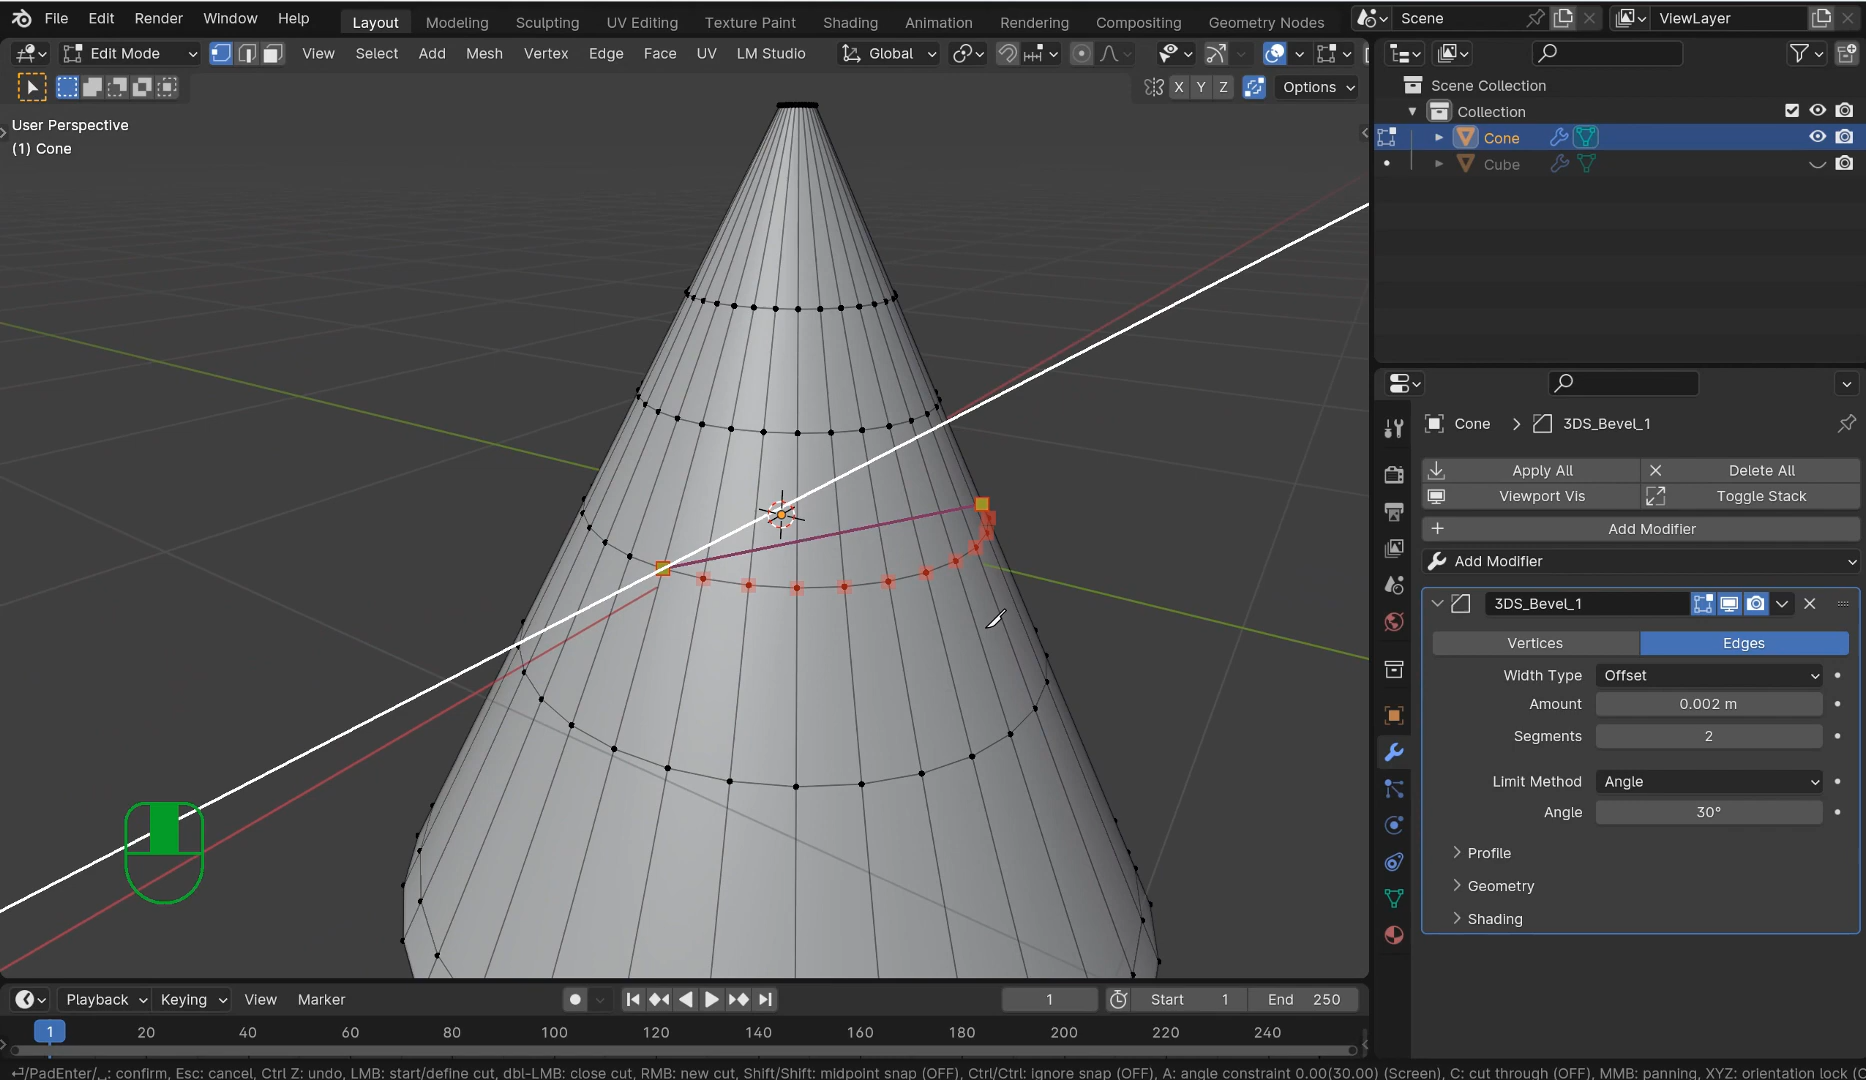 File Edit Render Window Help Layout Modeling Sculpting UV Editing Texture Paint Shading Animation Rendering Compositing Geometry Nodes Scene ViewLayer
Edit Mode View Select Add Mesh Vertex Edge Face UV LM Studio Global
X Y Z Options
User Perspective
(1) Cone
Scene Collection
Collection
Cone
Cube
Cone 3DS_Bevel_1
Apply All Delete All
Viewport Vis Toggle Stack
Add Modifier
Add Modifier
3DS_Bevel_1
Vertices Edges
Width Type Offset
Amount 0.002 m
Segments 2
Limit Method Angle
Angle 30°
Profile
Geometry
Shading
Playback Keying View Marker 1 Start 1 End 250
1 20 40 60 80 100 120 140 160 180 200 220 240
⏎/PadEnter/␣: confirm, Esc: cancel, Ctrl Z: undo, LMB: start/define cut, dbl-LMB: close cut, RMB: new cut, Shift/Shift: midpoint snap (OFF), Ctrl/Ctrl: ignore snap (OFF), A: angle constraint 0.00(30.00) (Screen), C: cut through (OFF), MMB: panning, XYZ: orientation lock (O